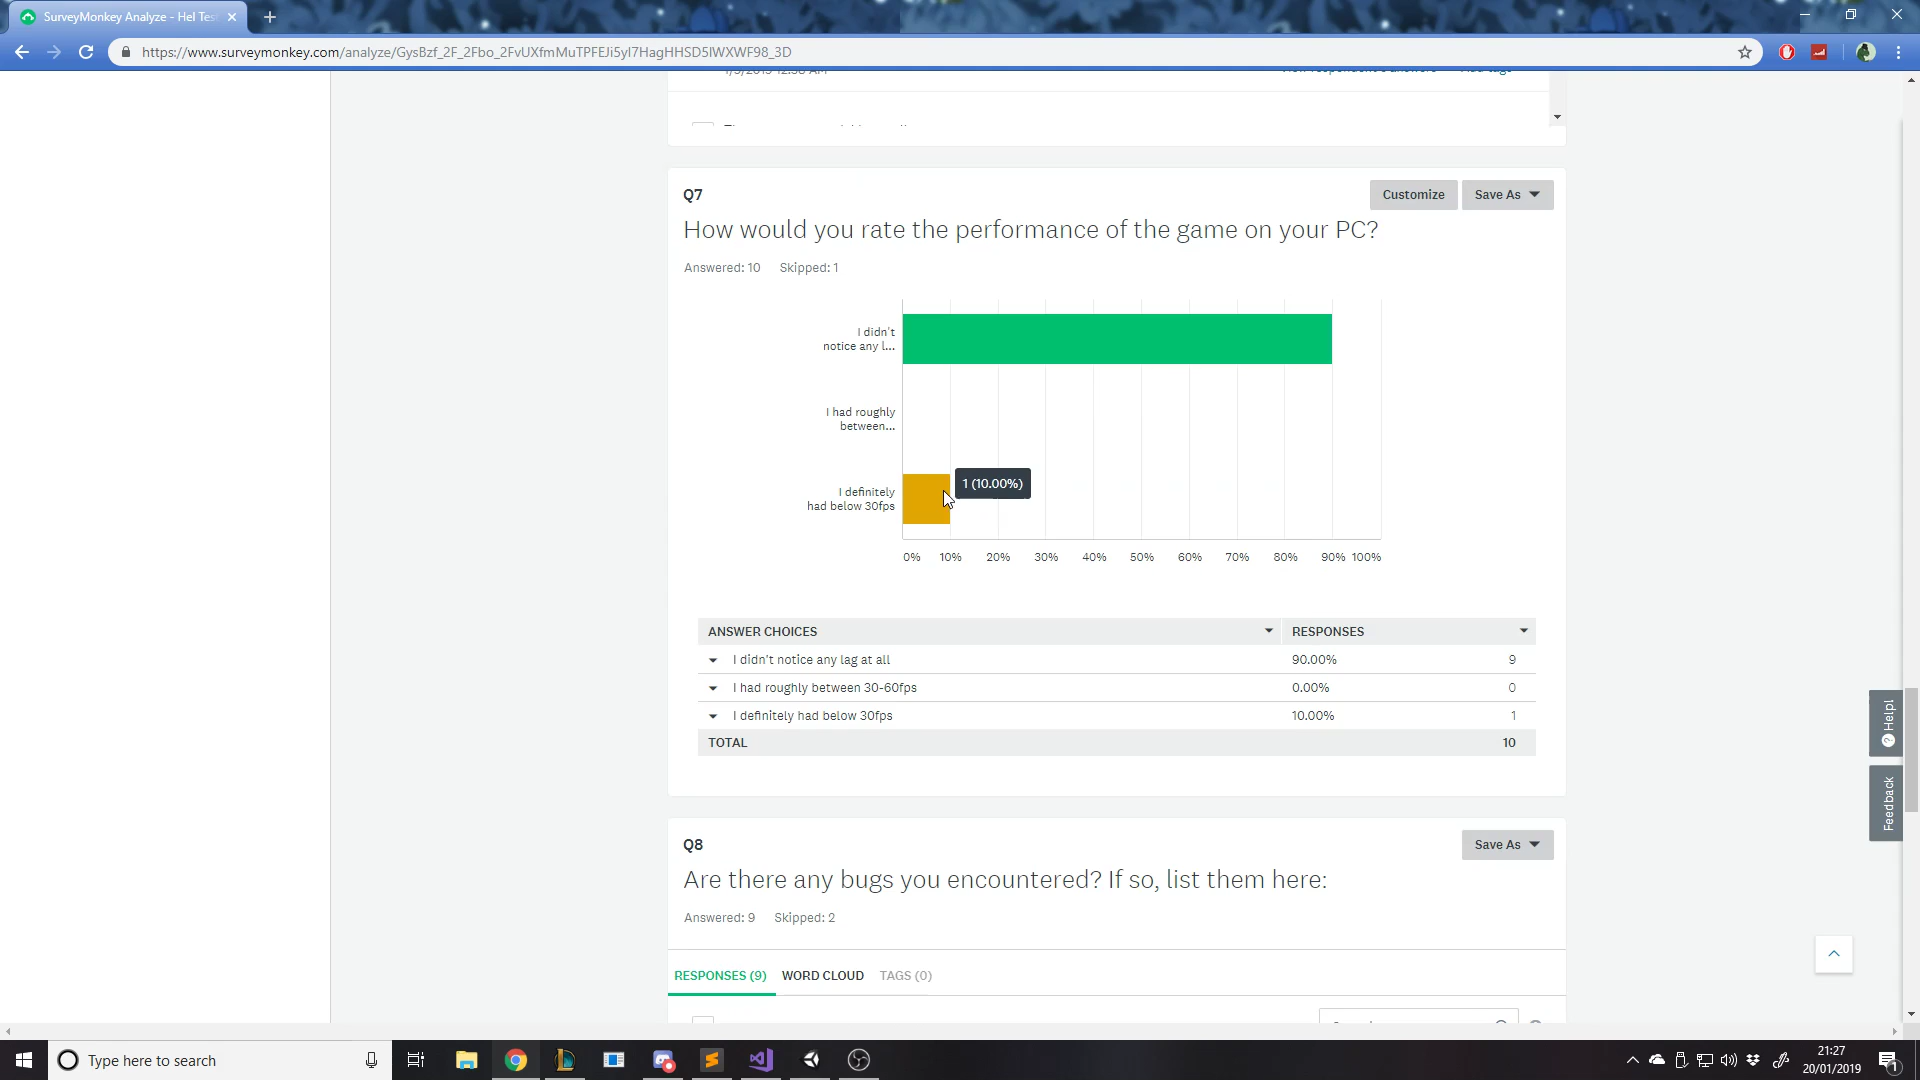 SurveyMonkey Analyze - Hel Tes
https://www.surveymonkey.com/analyze/GysBzf_2F_2Fbo_2FvUXfmMuTPFEJi5yI7HagHHSD5lWXWF98_3D
Q7
Customize
Save As
How would you rate the performance of the game on your PC?
Answered: 10 Skipped: 1
I didn't
notice any l...
I had roughly
between...
I definitely
had below 30fps
1 (10.00%)
0% 10% 20% 30% 40% 50% 60% 70% 80% 90% 100%
ANSWER CHOICES RESPONSES
I didn't notice any lag at all 90.00% 9
I had roughly between 30-60fps 0.00% 0
I definitely had below 30fps 10.00% 1
TOTAL 10
Help!
Feedback
Q8
Save As
Are there any bugs you encountered? If so, list them here:
Answered: 9 Skipped: 2
RESPONSES (9) WORD CLOUD TAGS (0)
Type here to search
21:27
20/01/2019
1